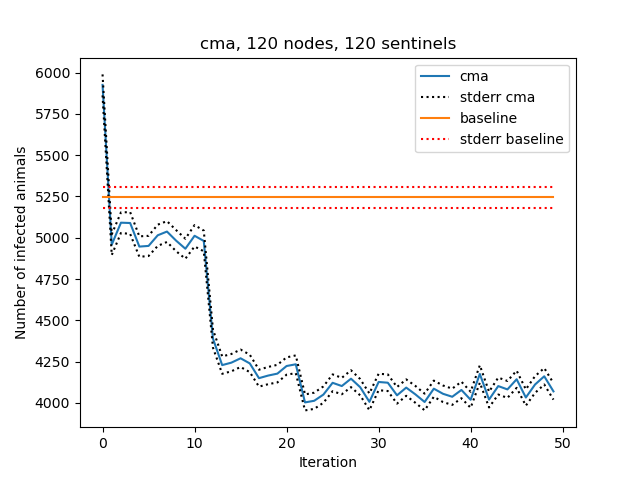 cma, 120 nodes, 120 sentinels
Number of infected animals
6000
5750
5500
5250
5000
4750
4500
4250
4000
cma
stderr cma
baseline
stderr baseline
0 10 20 30 40 50
Iteration